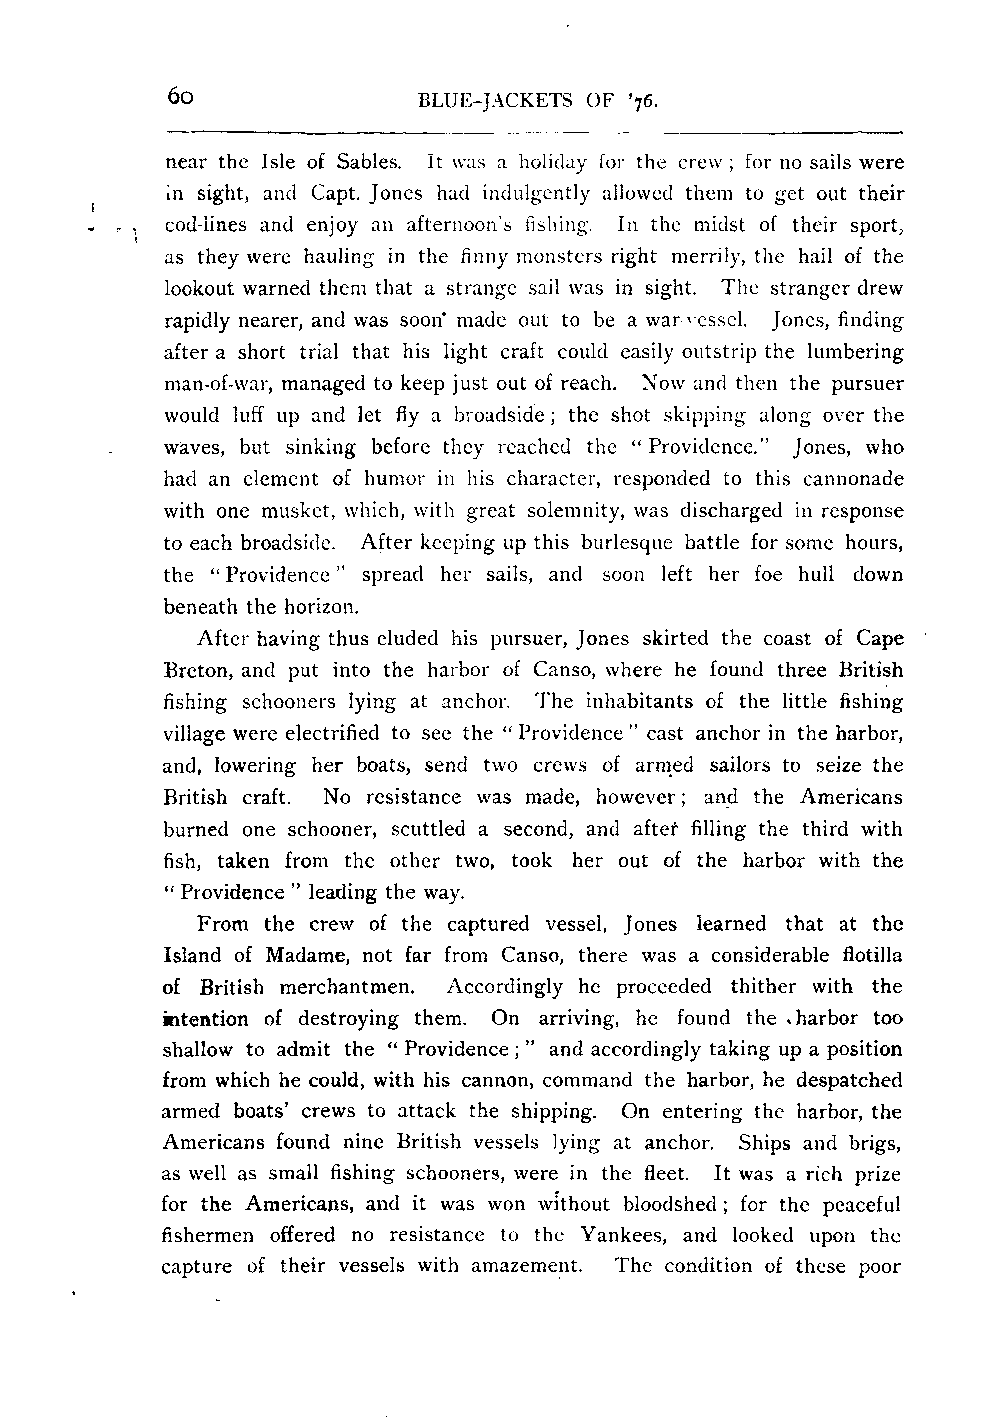 60 BLUE-JACKETS OF '76.
near the Isle of Sables. It was a holiday for the crew; for no sails were
in sight, and Capt. Jones had indulgently allowed them to get out their
cod-lines and enjoy an afternoon's fishing. In the midst of their sport,
as they were hauling in the finny monsters right merrily, the hail of the
lookout warned them that a strange sail was in sight. The stranger drew
rapidly nearer, and was soon made out to be a war vessel. Jones, finding
after a short trial that his light craft could easily outstrip the lumbering
man-of-war, managed to keep just out of reach. Now and then the pursuer
would luff up and let fly a broadside; the shot skipping along over the
waves, but sinking before they reached the "Providence." Jones, who
had an element of humor in his character, responded to this cannonade
with one musket, which, with great solemnity, was discharged in response
to each broadside. After keeping up this burlesque battle for some hours,
the "Providence" spread her sails, and soon left her foe hull down
beneath the horizon.
After having thus eluded his pursuer, Jones skirted the coast of Cape
Breton, and put into the harbor of Canso, where he found three British
fishing schooners lying at anchor. The inhabitants of the little fishing
village were electrified to see the "Providence" cast anchor in the harbor,
and, lowering her boats, send two crews of armed sailors to seize the
British craft. No resistance was made, however; and the Americans
burned one schooner, scuttled a second, and after filling the third with
fish, taken from the other two, took her out of the harbor with the
"Providence" leading the way.
From the crew of the captured vessel, Jones learned that at the
Island of Madame, not far from Canso, there was a considerable flotilla
of British merchantmen. Accordingly he proceeded thither with the
intention of destroying them. On arriving, he found the harbor too
shallow to admit the "Providence;" and accordingly taking up a position
from which he could, with his cannon, command the harbor, he despatched
armed boats' crews to attack the shipping. On entering the harbor, the
Americans found nine British vessels lying at anchor. Ships and brigs,
as well as small fishing schooners, were in the fleet. It was a rich prize
for the Americans, and it was won without bloodshed; for the peaceful
fishermen offered no resistance to the Yankees, and looked upon the
capture of their vessels with amazement. The condition of these poor